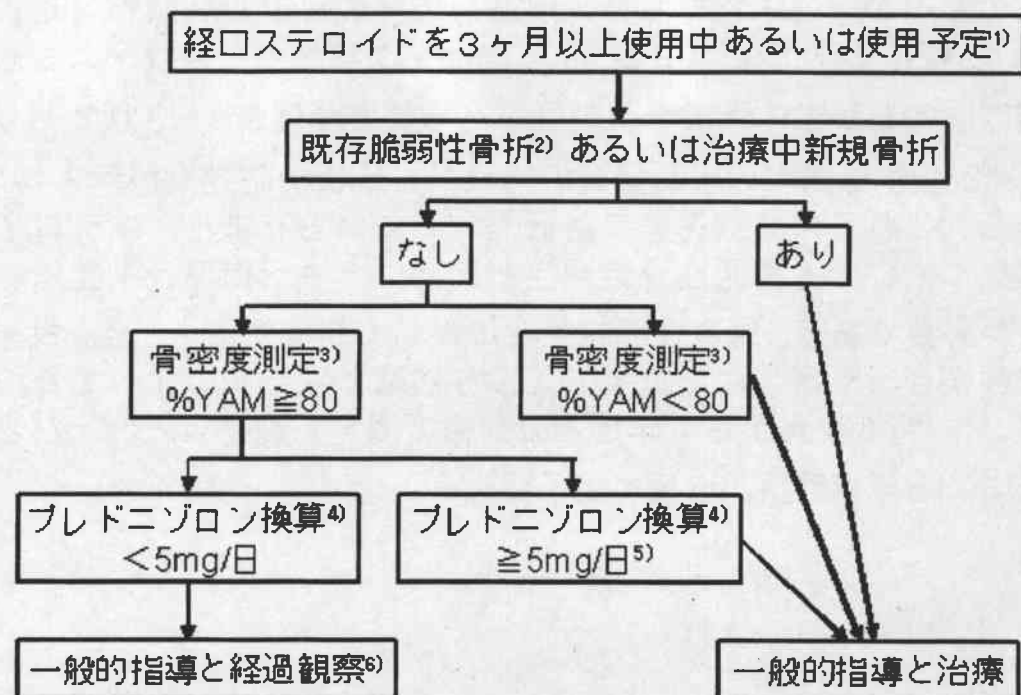 経口ステロイドを3ヶ月以上使用中あるいは使用予定1)
既存脆弱性骨折2) あるいは治療中新規骨折
なし
あり
骨密度測定3)
%YAM≧80
骨密度測定3)
%YAM<80
プレドニゾロン換算4)
<5mg/日
プレドニゾロン換算4)
≧5mg/日5)
一般的指導と経過観察6)
一般的指導と治療